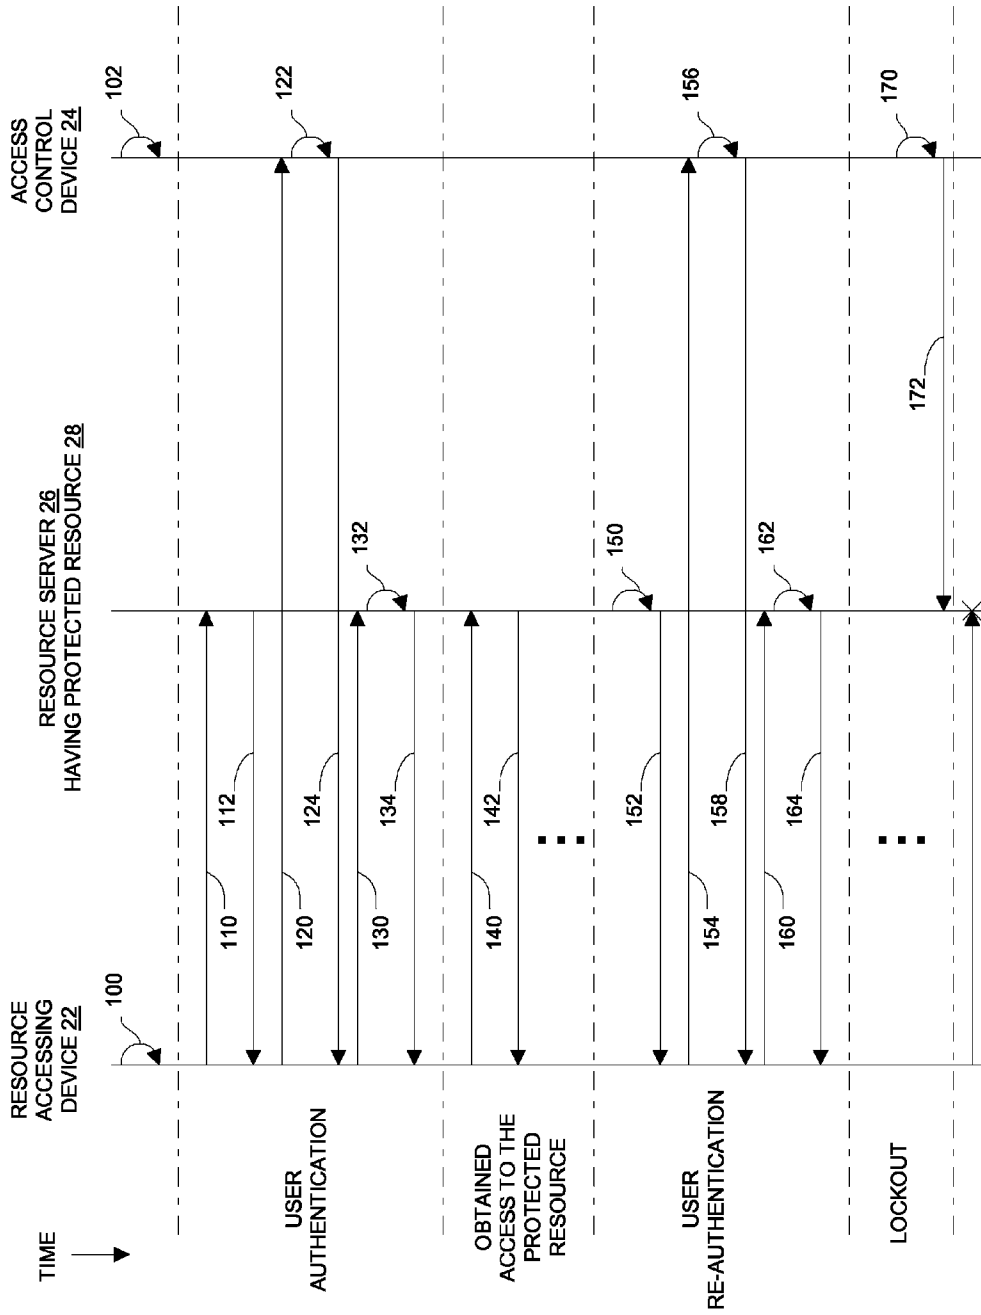 TIME
RESOURCE
ACCESSING
DEVICE 22
RESOURCE SERVER 26
HAVING PROTECTED RESOURCE 28
ACCESS
CONTROL
DEVICE 24
100
102
USER
AUTHENTICATION
110
112
120
122
124
130
132
134
OBTAINED
ACCESS TO THE
PROTECTED
RESOURCE
140
142
USER
RE-AUTHENTICATION
150
152
154
156
158
160
162
164
LOCKOUT
170
172